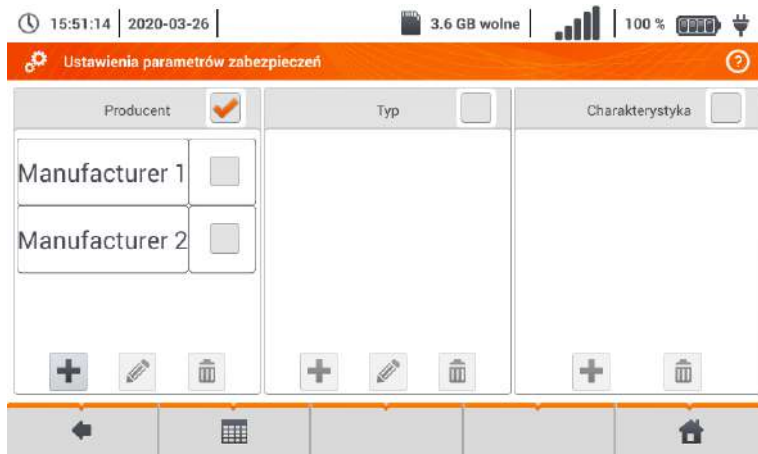 15:51:14 2020-03-26 3.6 GB wolne 100 %
Ustawienia parametrów zabezpieczeń
Producent Typ Charakterystyka
Manufacturer 1
Manufacturer 2